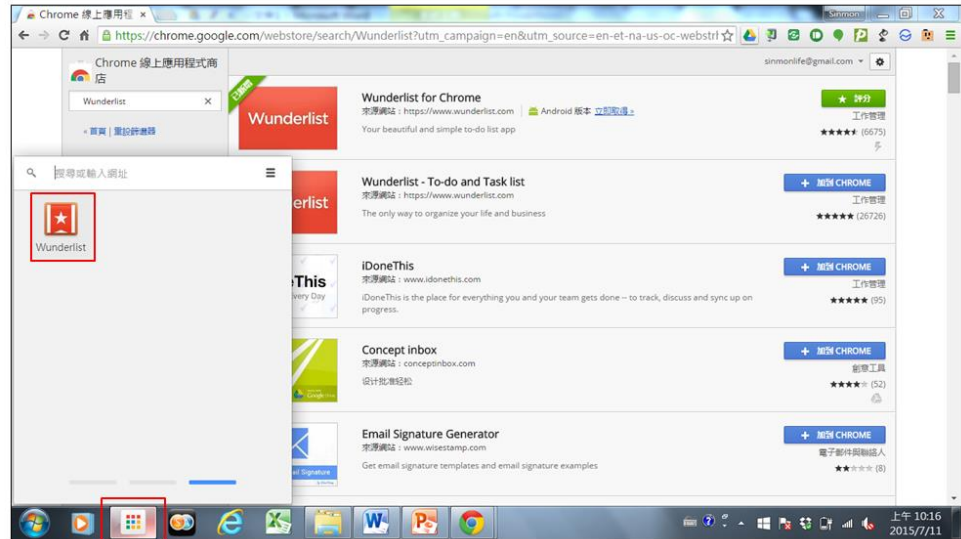 Chrome 線上應用程
Sinmon
https://chrome.google.com/webstore/search/Wunderlist?utm_campaign=en&utm_source=en-et-na-us-oc-webstrl
Chrome 線上應用程式商店
sinmonlife@gmail.com
Wunderlist
« 首頁 | 重設篩選器
Wunderlist
Wunderlist for Chrome
來源網站：https://www.wunderlist.com
Android 版本 立即取得 »
Your beautiful and simple to-do list app
★ 評分
工作管理
(6675)
搜尋或輸入網址
Wunderlist
erlist
Wunderlist - To-do and Task list
來源網站：https://www.wunderlist.com
The only way to organize your life and business
+ 加到 CHROME
工作管理
(26726)
This
very Day
iDoneThis
來源網站：www.idonethis.com
iDoneThis is the place for everything you and your team gets done -- to track, discuss and sync up on
progress.
+ 加到 CHROME
工作管理
(95)
Concept inbox
來源網站：conceptinbox.com
设计批准轻松
+ 加到 CHROME
創意工具
(52)
ail Signature
Email Signature Generator
來源網站：www.wisestamp.com
Get email signature templates and email signature examples
+ 加到 CHROME
電子郵件與聯絡人
(8)
上午 10:16
2015/7/11